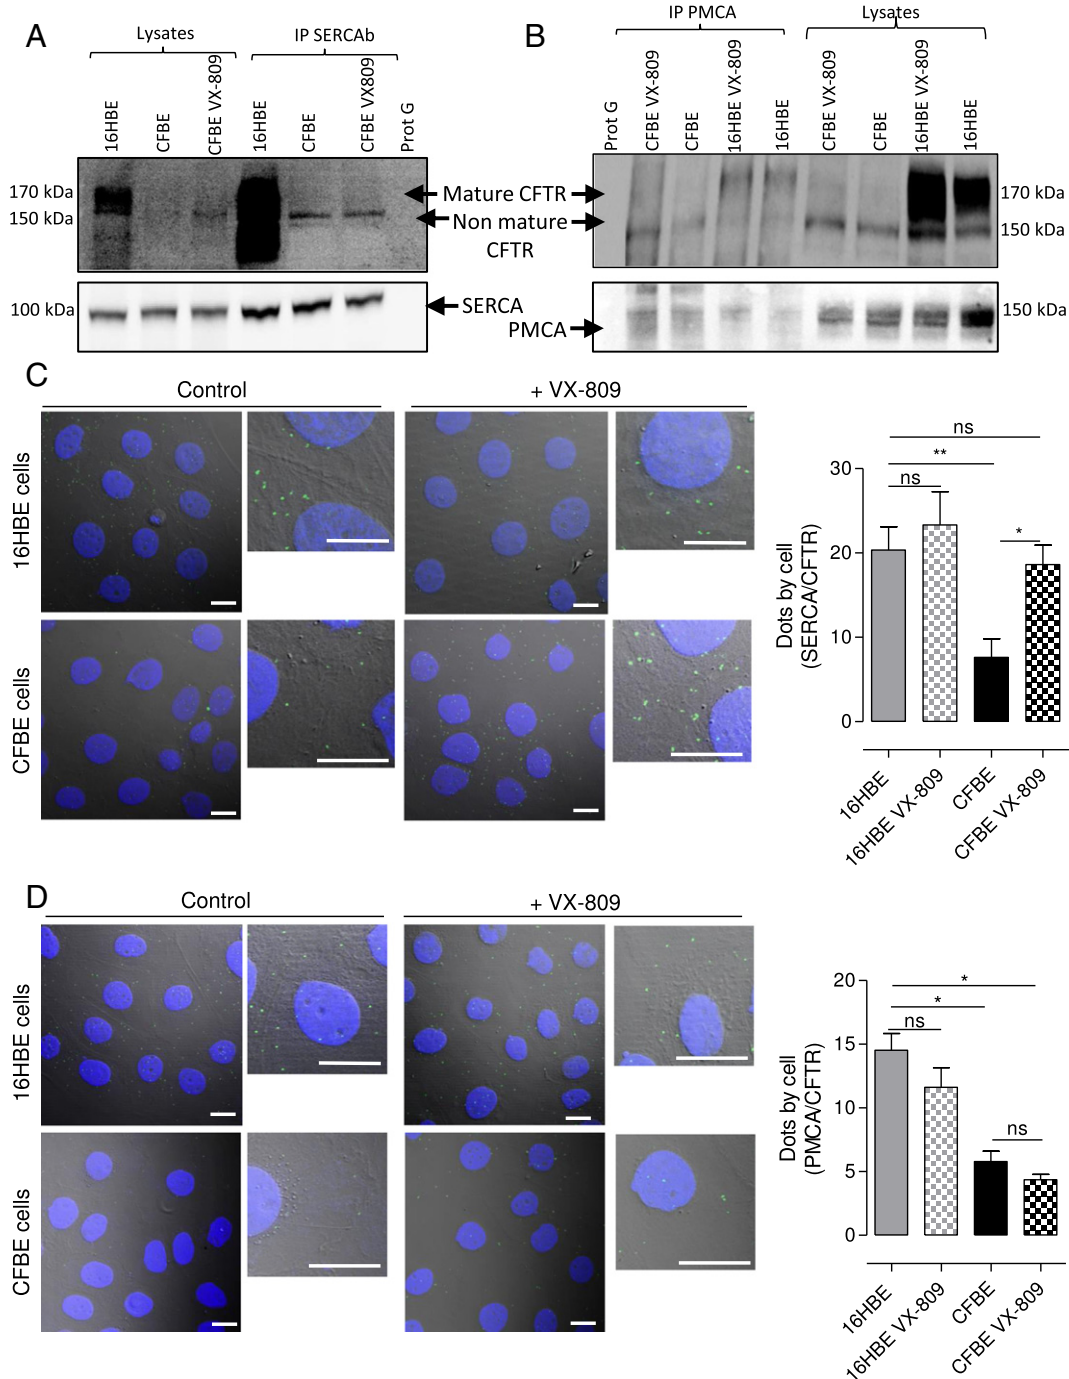 A
Lysates
IP SERCAb
16HBE
CFBE
CFBE VX-809
16HBE
CFBE
CFBE VX809
Prot G
170 kDa
150 kDa
100 kDa
Mature CFTR
Non mature
CFTR
SERCA
PMCA
B
IP PMCA
Lysates
Prot G
CFBE VX-809
CFBE
16HBE VX-809
16HBE
CFBE VX-809
CFBE
16HBE VX-809
16HBE
170 kDa
150 kDa
150 kDa
C
Control
+ VX-809
16HBE cells
CFBE cells
Dots by cell
(SERCA/CFTR)
30
20
10
0
ns
**
ns
*
16HBE
16HBE VX-809
CFBE
CFBE VX-809
D
Control
+ VX-809
16HBE cells
CFBE cells
Dots by cell
(PMCA/CFTR)
20
15
10
5
0
*
*
ns
ns
16HBE
16HBE VX-809
CFBE
CFBE VX-809